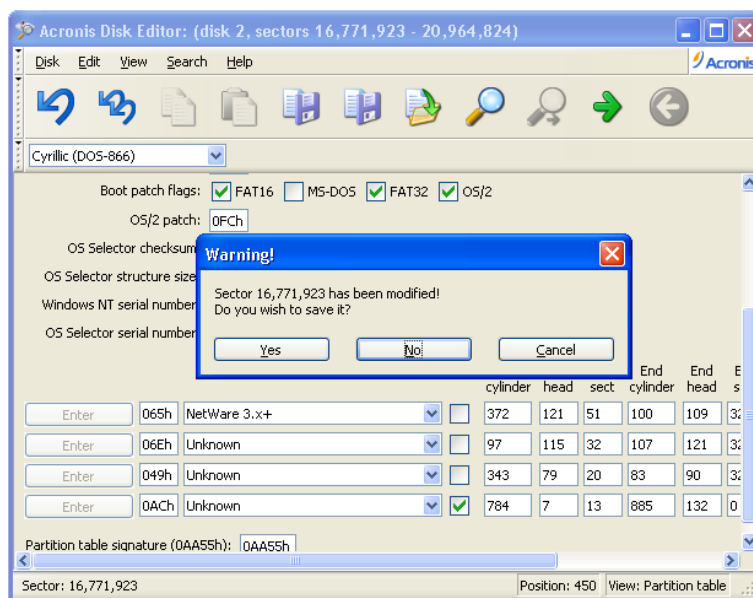 Acronis Disk Editor: (disk 2, sectors 16,771,923 - 20,964,824)
Disk Edit View Search Help
Acronis
Cyrillic (DOS-866)
Boot patch flags: FAT16 MS-DOS FAT32 OS/2
OS/2 patch: 0FCh
OS Selector checksum
OS Selector structure size
Windows NT serial number
OS Selector serial number
Warning!
Sector 16,771,923 has been modified!
Do you wish to save it?
Yes No Cancel
End End
cylinder head sect cylinder head
Enter 065h NetWare 3.x+ 372 121 51 100 109 32
Enter 06Eh Unknown 97 115 32 107 121 32
Enter 049h Unknown 343 79 20 83 90 32
Enter 0ACh Unknown 784 7 13 885 132 0
Partition table signature (0AA55h): 0AA55h
Sector: 16,771,923 Position: 450 View: Partition table